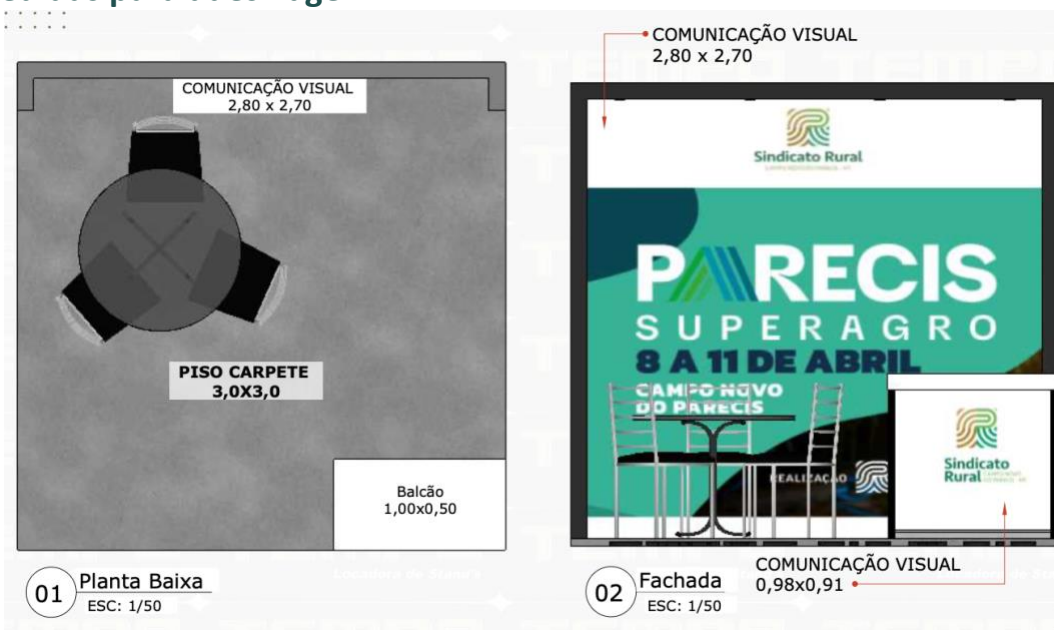 COMUNICAÇÃO VISUAL
2,80 x 2,70
PISO CARPETE
3,0X3,0
Balcão
1,00x0,50
01
Planta Baixa
ESC: 1/50
COMUNICAÇÃO VISUAL
2,80 x 2,70
Sindicato Rural
PARECIS
SUPERAGRO
8 A 11 DE ABRIL
CAMPO NOVO
DO PARECIS
REALIZAÇÃO
Sindicato
Rural
COMUNICAÇÃO VISUAL
0,98x0,91
02
Fachada
ESC: 1/50